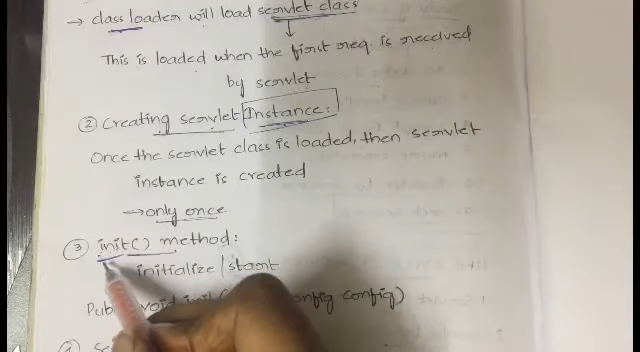 → class loader will load servlet class
↓
This is loaded when the first req is received
by servlet
② Creating servlet Instance:
Once the servlet class is loaded, then servlet
instance is created
→ only once
③ init() method:
initialize/start
Pub void config)